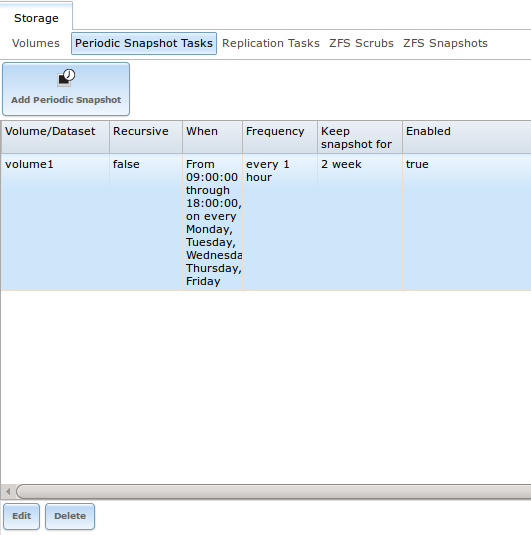 Storage
Volumes Periodic Snapshot Tasks Replication Tasks ZFS Scrubs ZFS Snapshots
Add Periodic Snapshot
Volume/Dataset Recursive When Frequency Keep snapshot for Enabled
volume1 false From 09:00:00 through 18:00:00, on every Monday, Tuesday, Wednesda Thursday, Friday every 1 hour 2 week true
Edit Delete